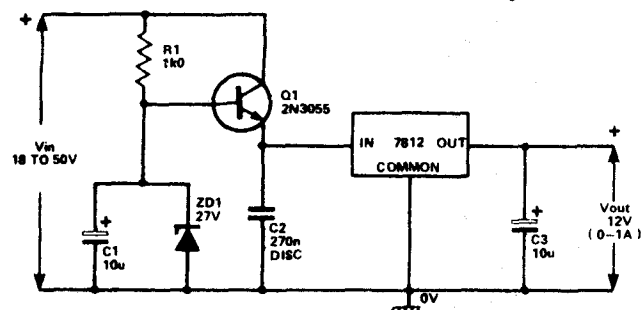 +
R1
1k0
Q1
2N3055
Vin
18 TO 50V
IN 7812 OUT
COMMON
+
Vout
12V
(0–1A)
+
C1
10u
ZD1
27V
C2
270n
DISC
+
C3
10u
0V